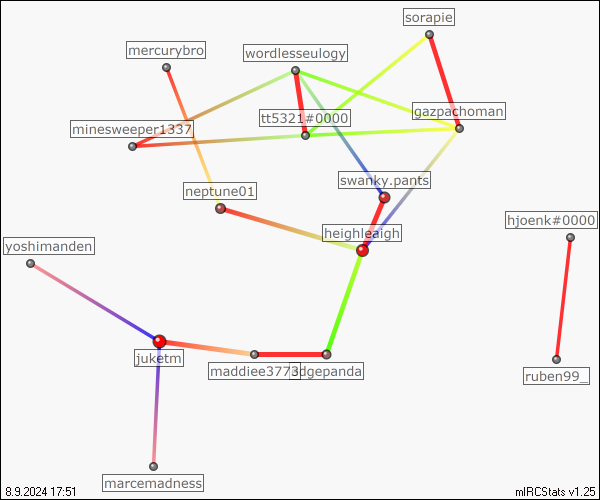 sorapie
mercurybro
wordlesseulogy
gazpachoman
tt5321#0000
minesweeper1337
swanky.pants
neptune01
hjoenk#0000
heighleaigh
yoshimanden
juketm
maddiee3773
dgepanda
ruben99_
marcemadness
8.9.2024 17:51
mIRCStats v1.25